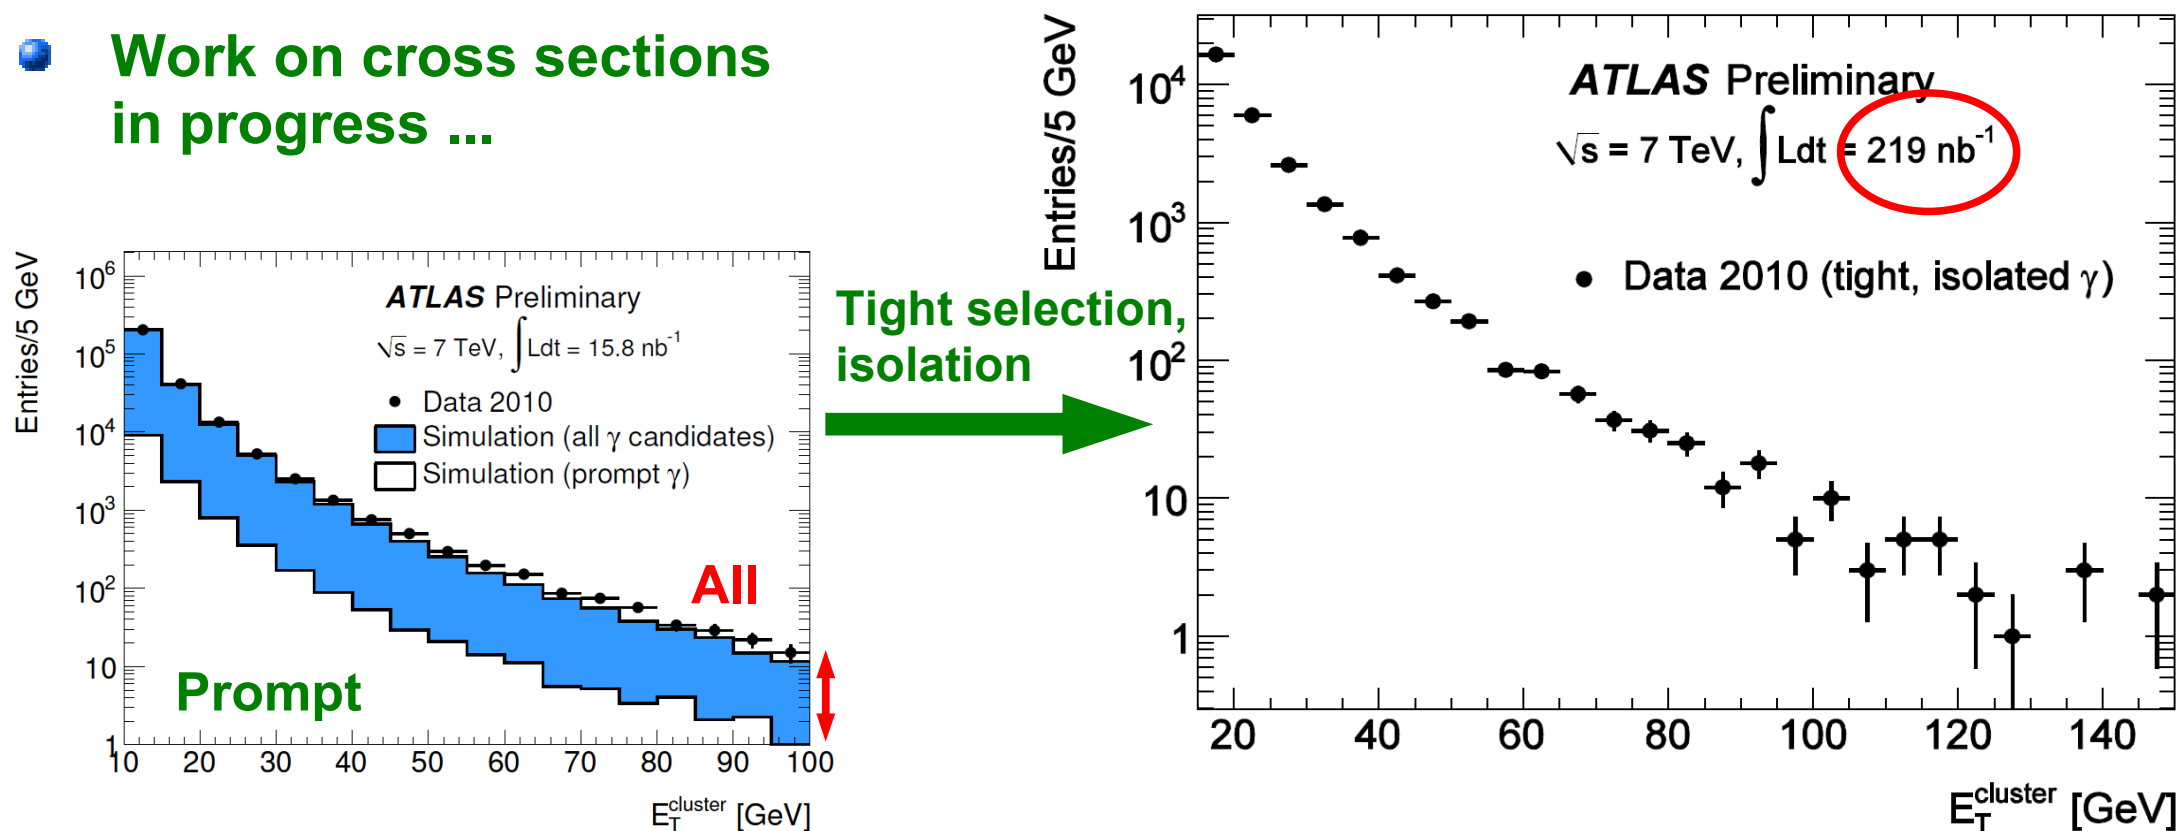 Work on cross sections
in progress ...
Entries/5 GeV
10^6
10^5
10^4
10^3
10^2
10
1
ATLAS Preliminary
√s = 7 TeV, ∫Ldt = 15.8 nb^-1
Data 2010
Simulation (all γ candidates)
Simulation (prompt γ)
All
Prompt
10 20 30 40 50 60 70 80 90 100
E_T^cluster [GeV]
Tight selection,
isolation
Entries/5 GeV
10^4
10^3
10^2
10
1
ATLAS Preliminary
√s = 7 TeV, ∫Ldt = 219 nb^-1
Data 2010 (tight, isolated γ)
20 40 60 80 100 120 140
E_T^cluster [GeV]